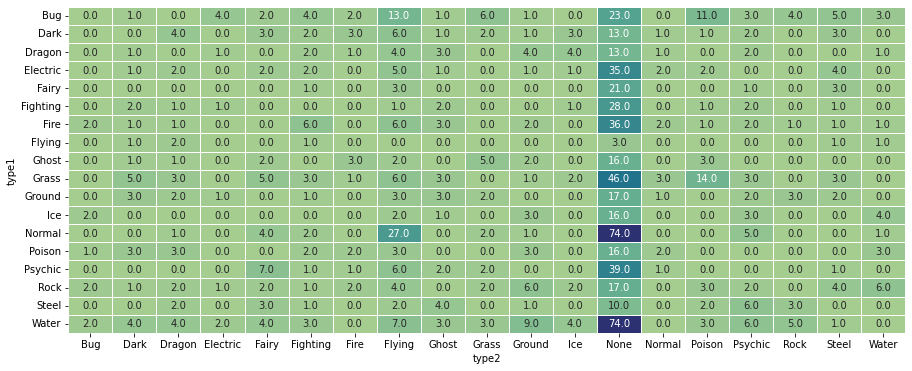 Bug 0.0 1.0 0.0 4.0 2.0 4.0 2.0 13.0 1.0 6.0 1.0 0.0 23.0 0.0 11.0 3.0 4.0 5.0 3.0
Dark 0.0 0.0 4.0 0.0 3.0 2.0 3.0 6.0 1.0 2.0 1.0 3.0 13.0 1.0 1.0 2.0 0.0 3.0 0.0
Dragon 0.0 1.0 0.0 1.0 0.0 2.0 1.0 4.0 3.0 0.0 4.0 4.0 13.0 1.0 0.0 2.0 0.0 0.0 1.0
Electric 0.0 1.0 2.0 0.0 2.0 2.0 0.0 5.0 1.0 0.0 1.0 1.0 35.0 2.0 2.0 0.0 0.0 4.0 0.0
Fairy 0.0 0.0 0.0 0.0 0.0 1.0 0.0 3.0 0.0 0.0 0.0 0.0 21.0 0.0 0.0 1.0 0.0 3.0 0.0
Fighting 0.0 2.0 1.0 1.0 0.0 0.0 0.0 1.0 2.0 0.0 0.0 1.0 28.0 0.0 1.0 2.0 0.0 1.0 0.0
Fire 2.0 1.0 1.0 0.0 0.0 6.0 0.0 6.0 3.0 0.0 2.0 0.0 36.0 2.0 1.0 2.0 1.0 1.0 1.0
Flying 0.0 1.0 2.0 0.0 0.0 1.0 0.0 0.0 0.0 0.0 0.0 0.0 3.0 0.0 0.0 0.0 0.0 1.0 1.0
type1
Ghost 0.0 1.0 1.0 0.0 2.0 0.0 3.0 2.0 0.0 5.0 2.0 0.0 16.0 0.0 3.0 0.0 0.0 0.0 0.0
Grass 0.0 5.0 3.0 0.0 5.0 3.0 1.0 6.0 3.0 0.0 1.0 2.0 46.0 3.0 14.0 3.0 0.0 3.0 0.0
Ground 0.0 3.0 2.0 1.0 0.0 1.0 1.0 3.0 3.0 2.0 0.0 0.0 17.0 1.0 0.0 2.0 3.0 2.0 0.0
Ice 2.0 0.0 0.0 0.0 0.0 0.0 0.0 2.0 1.0 0.0 3.0 0.0 16.0 0.0 0.0 3.0 0.0 0.0 4.0
Normal 0.0 0.0 1.0 0.0 4.0 2.0 0.0 27.0 0.0 2.0 1.0 0.0 74.0 0.0 0.0 5.0 0.0 0.0 1.0
Poison 1.0 3.0 3.0 0.0 0.0 2.0 2.0 3.0 0.0 0.0 3.0 0.0 16.0 2.0 0.0 0.0 0.0 0.0 3.0
Psychic 0.0 0.0 0.0 0.0 7.0 1.0 1.0 6.0 2.0 2.0 0.0 0.0 39.0 1.0 0.0 0.0 0.0 1.0 0.0
Rock 2.0 1.0 2.0 1.0 2.0 1.0 2.0 4.0 0.0 2.0 6.0 2.0 17.0 0.0 3.0 2.0 0.0 4.0 6.0
Steel 0.0 0.0 2.0 0.0 3.0 1.0 0.0 2.0 4.0 0.0 1.0 0.0 10.0 0.0 2.0 6.0 3.0 0.0 0.0
Water 2.0 4.0 4.0 2.0 4.0 3.0 0.0 7.0 3.0 3.0 9.0 4.0 74.0 0.0 3.0 6.0 5.0 1.0 0.0
Bug Dark Dragon Electric Fairy Fighting Fire Flying Ghost Grass Ground Ice None Normal Poison Psychic Rock Steel Water
type2